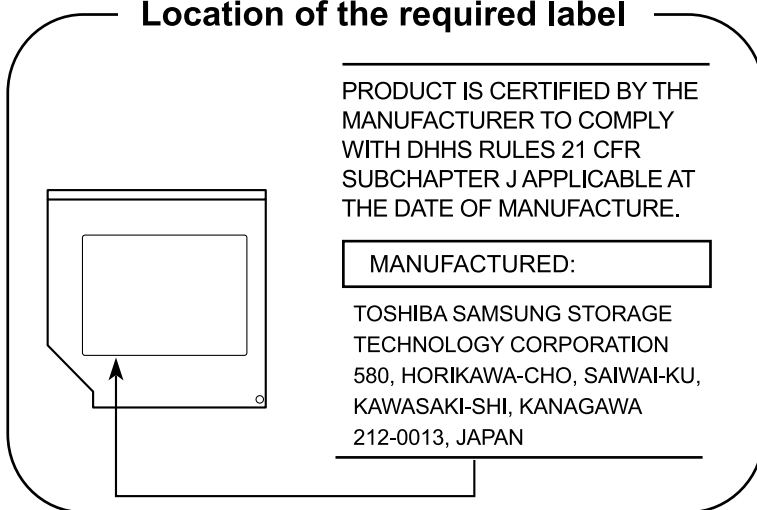 Location of the required label
PRODUCT IS CERTIFIED BY THE
MANUFACTURER TO COMPLY
WITH DHHS RULES 21 CFR
SUBCHAPTER J APPLICABLE AT
THE DATE OF MANUFACTURE.
MANUFACTURED:
TOSHIBA SAMSUNG STORAGE
TECHNOLOGY CORPORATION
580, HORIKAWA-CHO, SAIWAI-KU,
KAWASAKI-SHI, KANAGAWA
212-0013, JAPAN